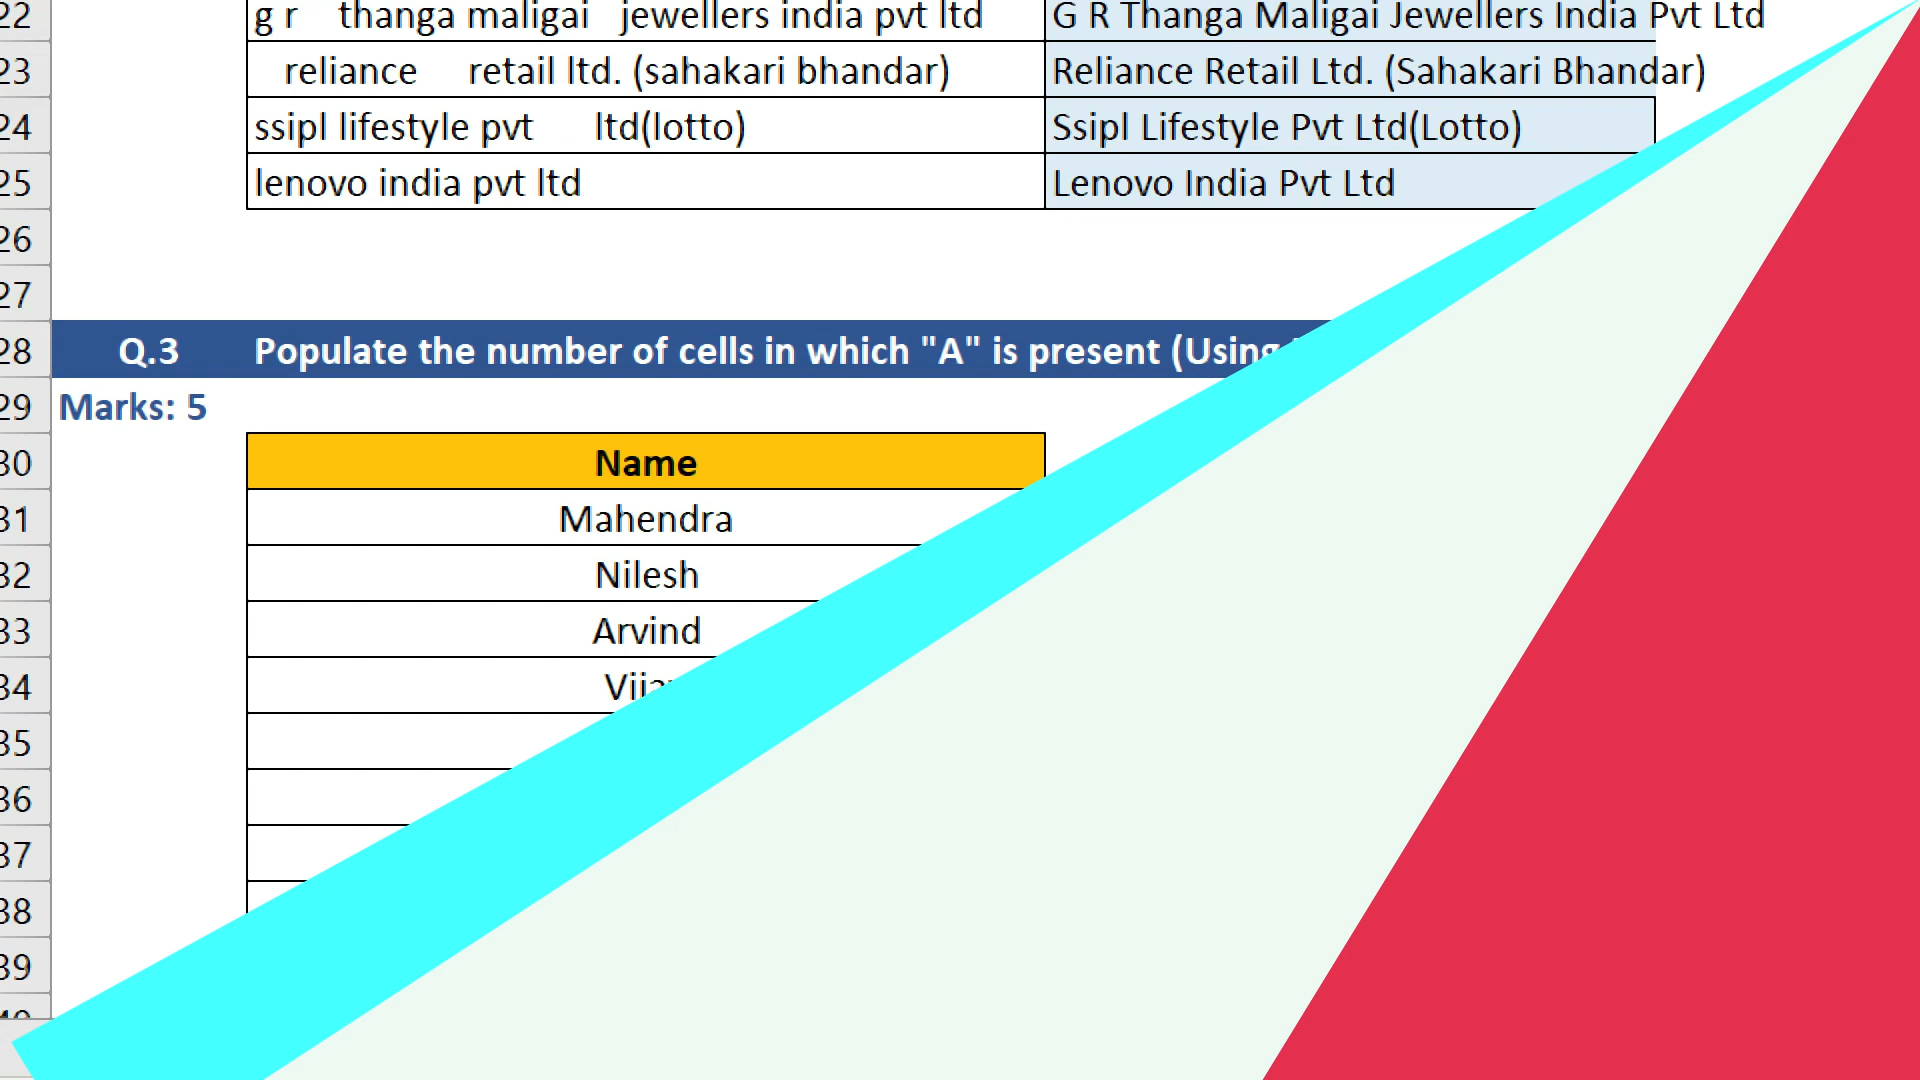 22 g r thanga maligai jewellers india pvt ltd G R Thanga Maligai Jewellers India Pvt Ltd
23 reliance retail ltd. (sahakari bhandar) Reliance Retail Ltd. (Sahakari Bhandar)
24 ssipl lifestyle pvt ltd(lotto) Ssipl Lifestyle Pvt Ltd(Lotto)
25 lenovo india pvt ltd Lenovo India Pvt Ltd
26
27
28 Q.3 Populate the number of cells in which "A" is present (Using
29 Marks: 5
30 Name
31 Mahendra
32 Nilesh
33 Arvind
34
35
36
37
38
39